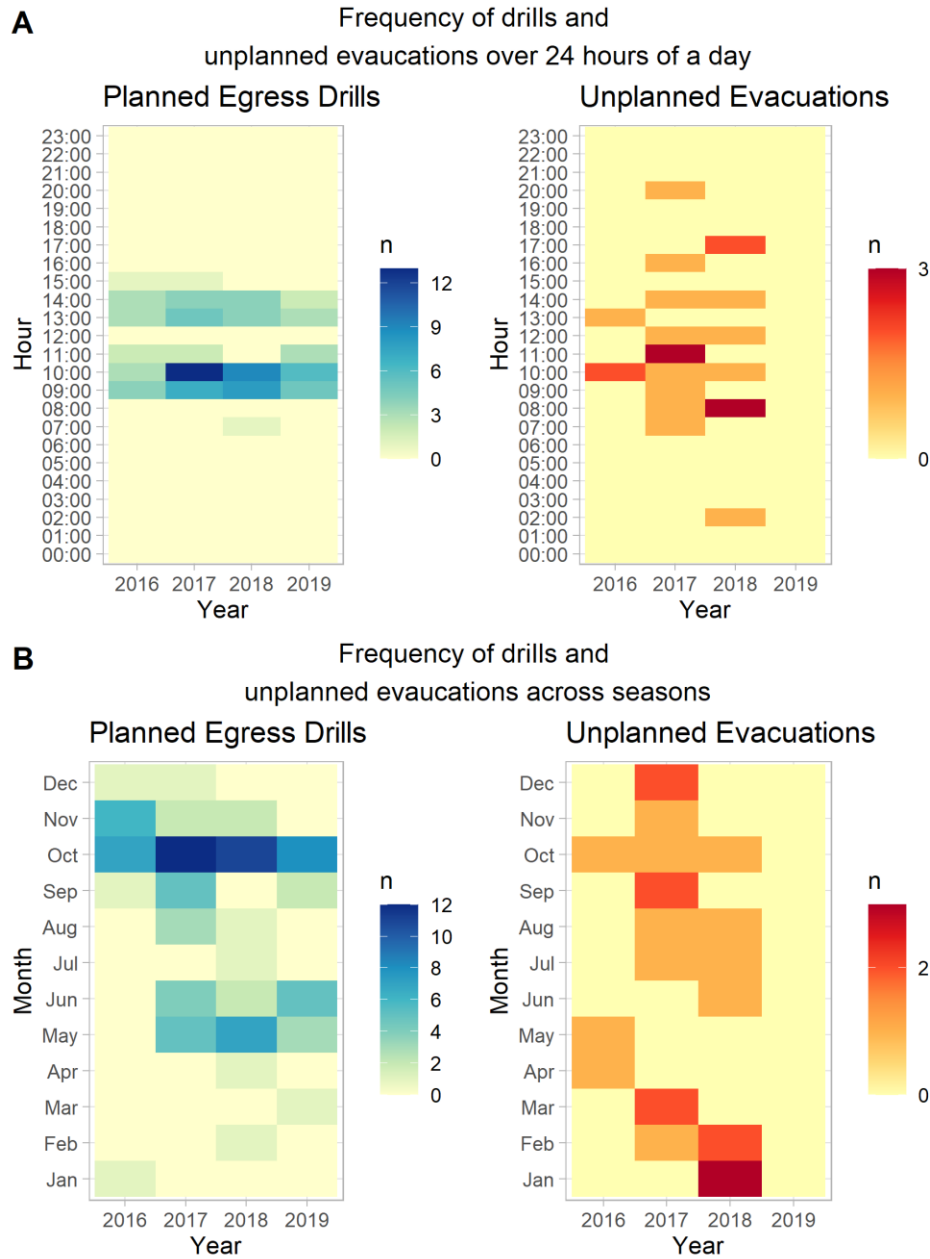 A
Frequency of drills and
unplanned evaucations over 24 hours of a day
Planned Egress Drills
Unplanned Evacuations
23:00
22:00
21:00
20:00
19:00
18:00
17:00
16:00
15:00
14:00
13:00
12:00
11:00
10:00
09:00
08:00
07:00
06:00
05:00
04:00
03:00
02:00
01:00
00:00
Hour
2016 2017 2018 2019
Year
n
12
9
6
3
0
23:00
22:00
21:00
20:00
19:00
18:00
17:00
16:00
15:00
14:00
13:00
12:00
11:00
10:00
09:00
08:00
07:00
06:00
05:00
04:00
03:00
02:00
01:00
00:00
Hour
2016 2017 2018 2019
Year
n
3
0
B
Frequency of drills and
unplanned evaucations across seasons
Planned Egress Drills
Unplanned Evacuations
Dec
Nov
Oct
Sep
Aug
Jul
Jun
May
Apr
Mar
Feb
Jan
Month
2016 2017 2018 2019
Year
n
12
10
8
6
4
2
0
Dec
Nov
Oct
Sep
Aug
Jul
Jun
May
Apr
Mar
Feb
Jan
Month
2016 2017 2018 2019
Year
n
2
0